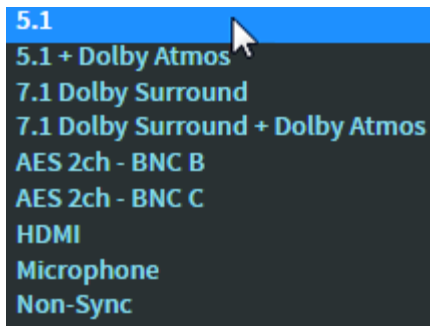 5.1
5.1 + Dolby Atmos
7.1 Dolby Surround
7.1 Dolby Surround + Dolby Atmos
AES 2ch - BNC B
AES 2ch - BNC C
HDMI
Microphone
Non-Sync